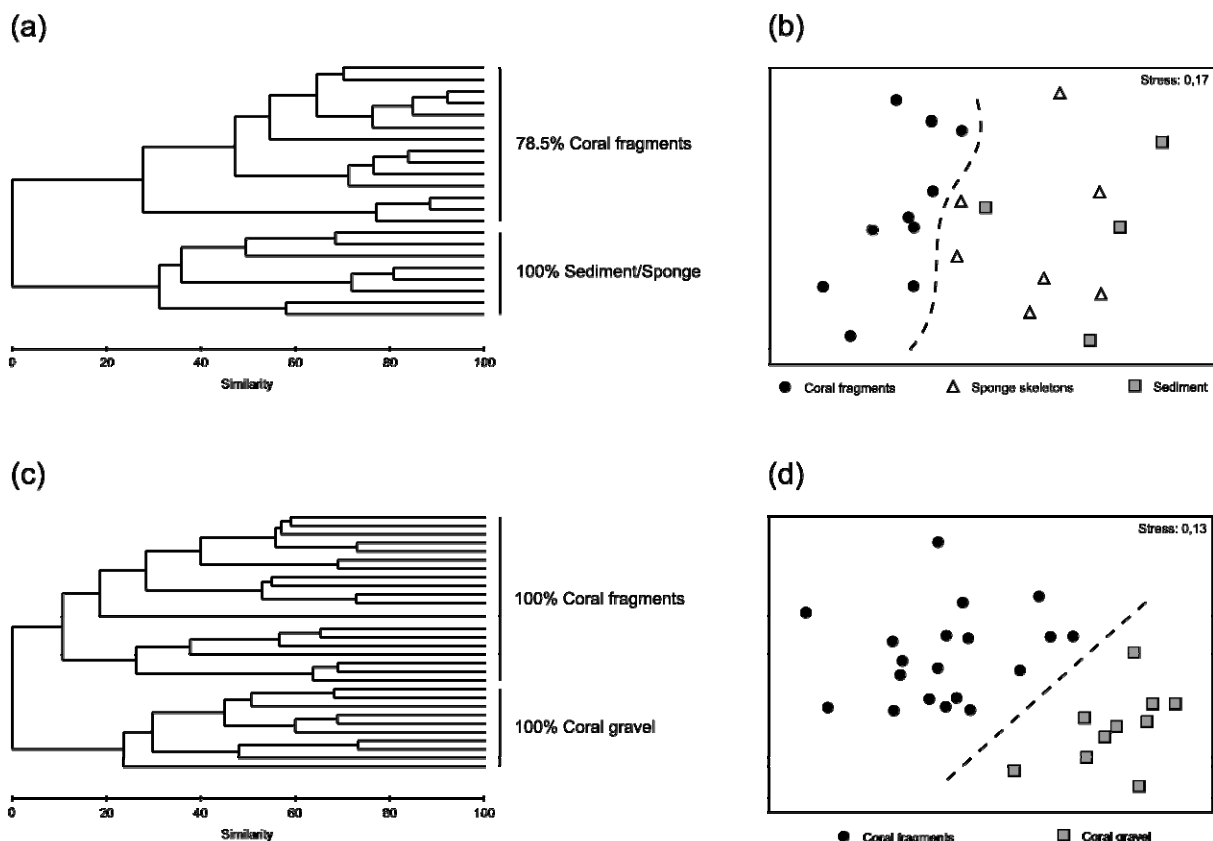 (a)
78.5% Coral fragments
100% Sediment/Sponge
0 20 40 60 80 100
Similarity
(b)
Stress: 0,17
Coral fragments Sponge skeletons Sediment
(c)
100% Coral fragments
100% Coral gravel
0 20 40 60 80 100
Similarity
(d)
Stress: 0,13
Coral fragments Coral gravel